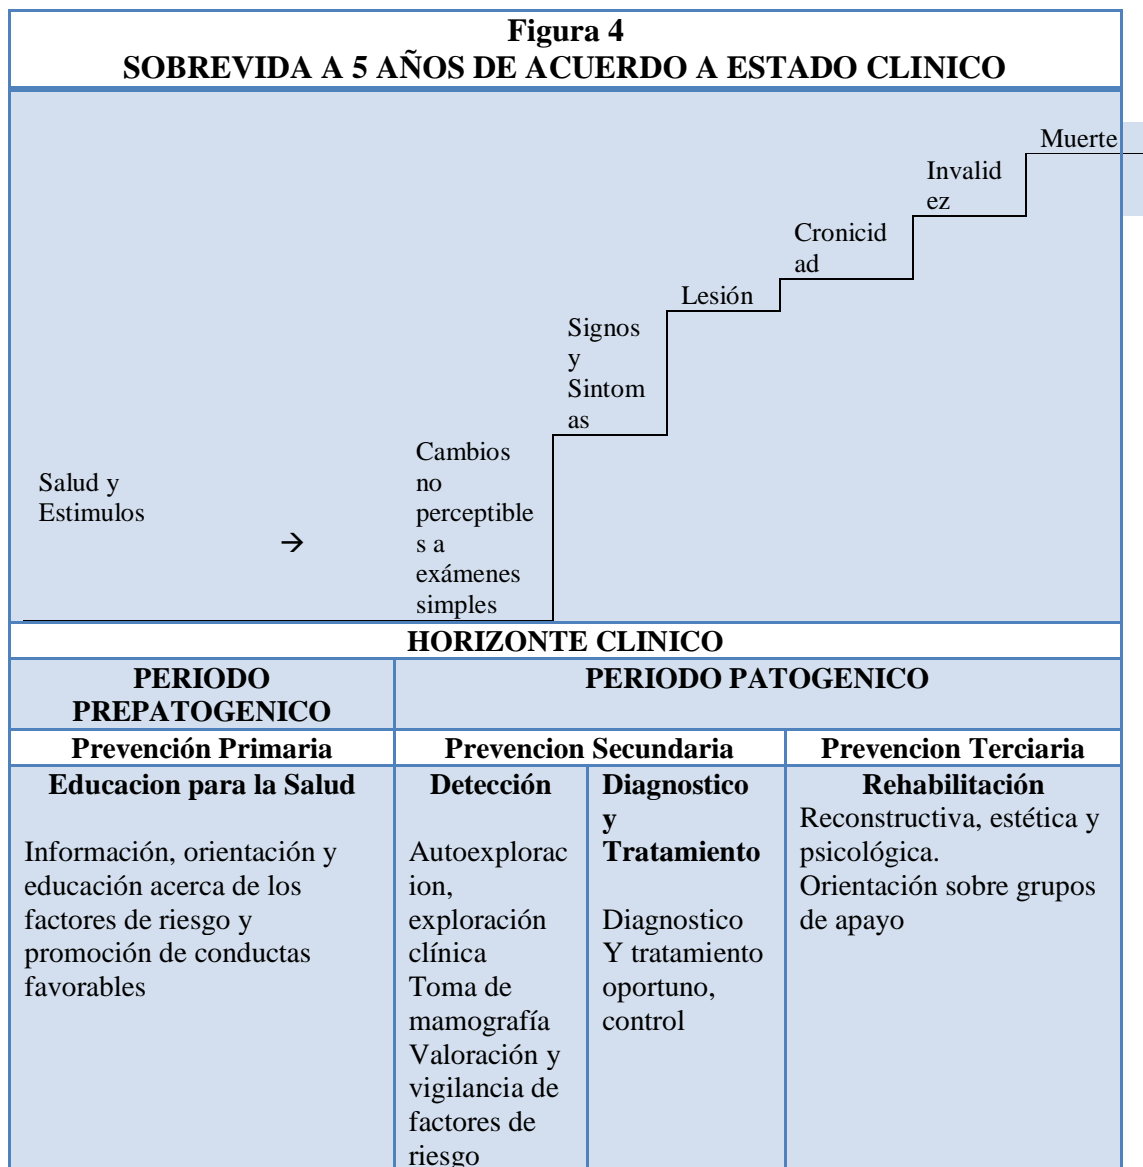 Figura 4
SOBREVIDA A 5 AÑOS DE ACUERDO A ESTADO CLINICO
Muerte
Invalid
ez
Cronicid
ad
Lesión
Signos
y
Sintom
as
Cambios
no
perceptible
s a
exámenes
simples
Salud y
Estimulos
→
HORIZONTE CLINICO
PERIODO
PREPATOGENICO
PERIODO PATOGENICO
Prevención Primaria
Prevencion Secundaria
Prevencion Terciaria
Educacion para la Salud
Información, orientación y
educación acerca de los
factores de riesgo y
promoción de conductas
favorables
Detección
Autoexplorac
ion,
exploración
clínica
Toma de
mamografía
Valoración y
vigilancia de
factores de
riesgo
Diagnostico
y
Tratamiento
Diagnostico
Y tratamiento
oportuno,
control
Rehabilitación
Reconstructiva, estética y
psicológica.
Orientación sobre grupos
de apayo